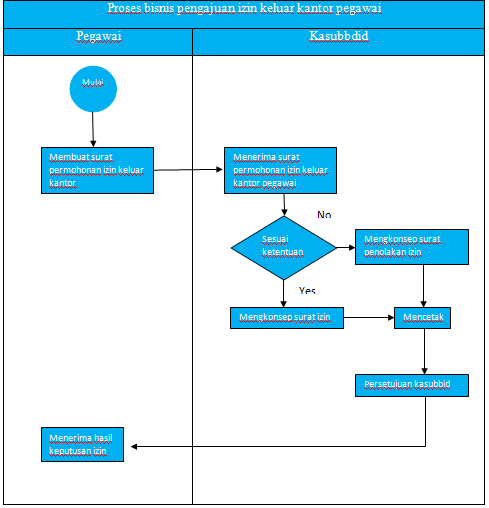 Proses bisnis pengajuan izin keluar kantor pegawai
Pegawai
Kasubbdid
Mulai
Membuat surat
permohonan izin keluar
kantor
Menerima surat
permohonan izin keluar
kantor pegawai
No
Sesuai
ketentuan
Mengkonsep surat
penolakan izin
Yes
Mengkonsep surat izin
Mencetak
Persetujuan kasubbid
Menerima hasil
keputusan izin